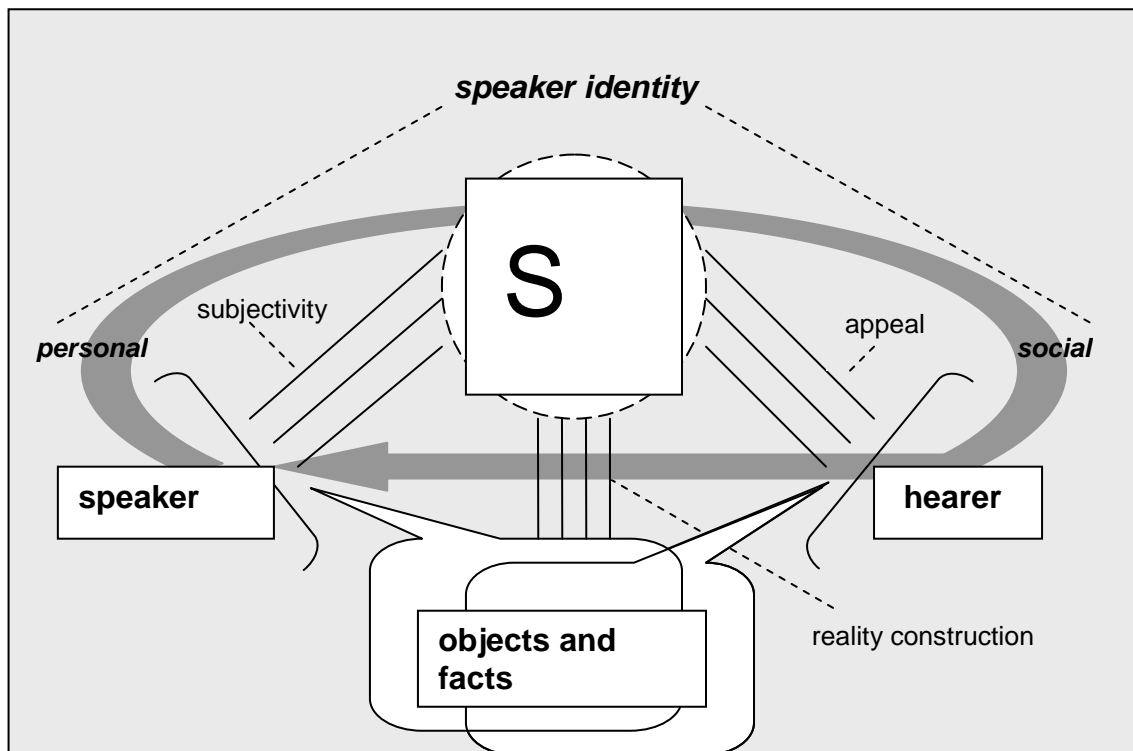 speaker identity
S
subjectivity
appeal
personal
social
speaker
hearer
objects and
facts
reality construction